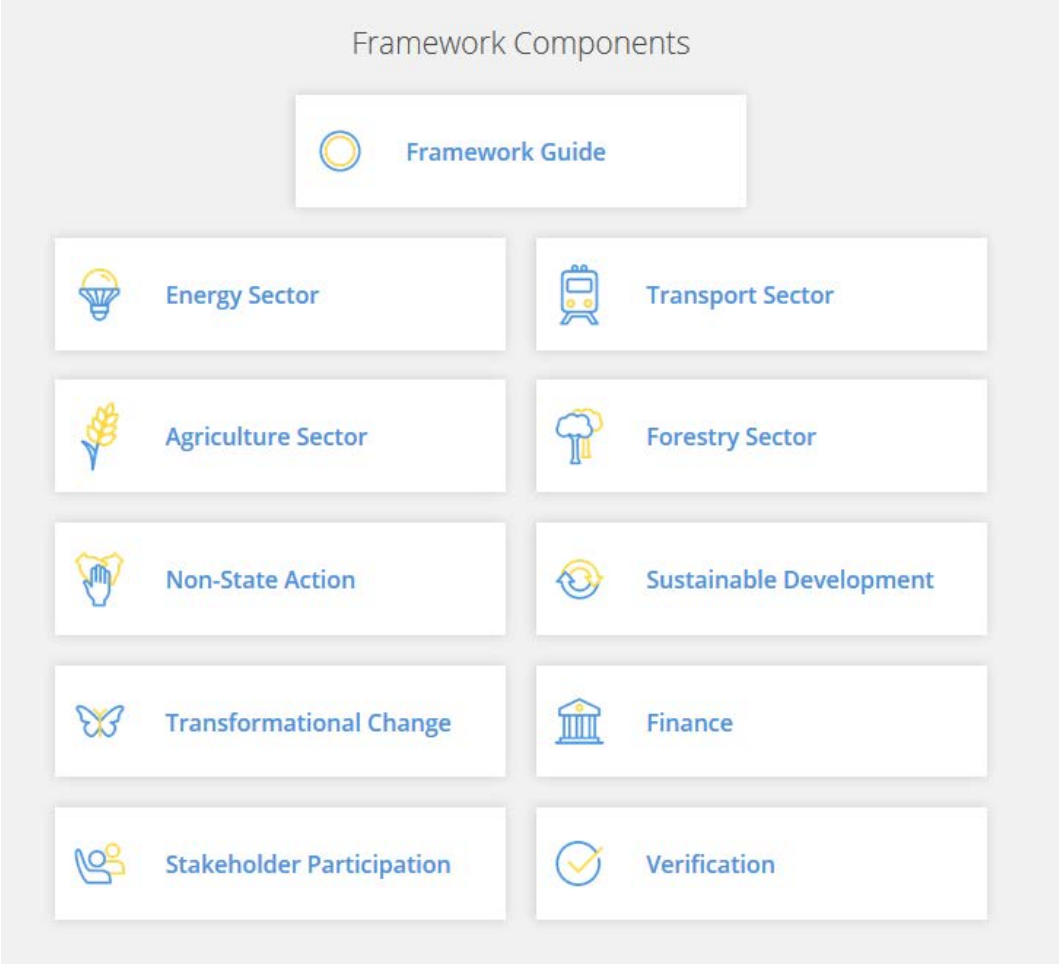 Framework Components
Framework Guide
Energy Sector
Transport Sector
Agriculture Sector
Forestry Sector
Non-State Action
Sustainable Development
Transformational Change
Finance
Stakeholder Participation
Verification